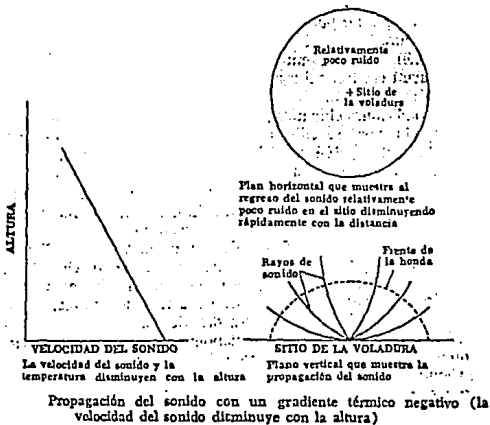 Relativamente
poco ruido
+ Sitio de
la voladura
Plan horizontal que muestra al
regreso del sonido relativamente
poco ruido en el sitio disminuyendo
rápidamente con la distancia
ALTURA
Rayos de
sonido
Frente de
la honda
VELOCIDAD DEL SONIDO
La velocidad del sonido y la
temperatura disminuyen con la altura
SITIO DE LA VOLADURA
Plano vertical que muestra la
propagación del sonido
Propagación del sonido con un gradiente térmico negativo (la
velocidad del sonido disminuye con la altura)